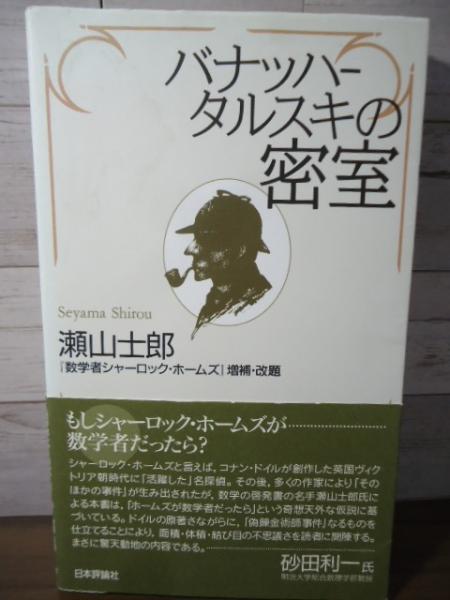 バナッハ-
タルスキの
密室
Seyama Shirou
瀬山士郎
『数学者シャーロック・ホームズ』増補・改題
もしシャーロック・ホームズが
数学者だったら?
シャーロック・ホームズと言えば、コナン・ドイルが創作した英国ヴィク
トリア朝時代に「活躍した」名探偵。その後、多くの作家により「その
ほかの事件」が生み出されたが、数学の啓発書の名手瀬山士郎氏に
よる本書は、「ホームズが数学者だったら」という奇想天外な仮説に基
づいている。ドイルの原著さながらに、「偽錬金術師事件」なるものを
仕立てることにより、面積・体積・結び目の不思議さを読者に開陳する。
まさに驚天動地の内容である。
砂田利一氏
明治大学総合数理学部教授
日本評論社